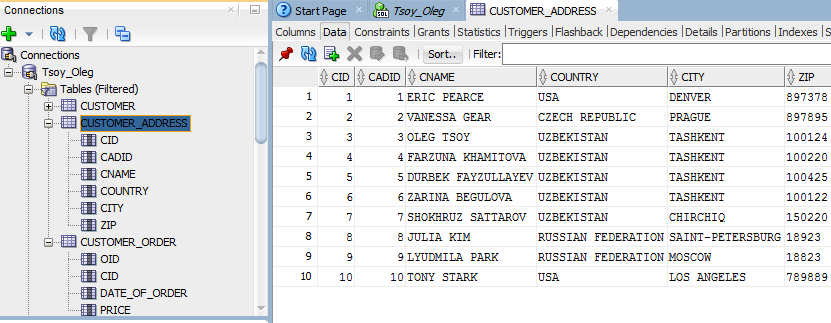 Connections
Connections
Tsoy_Oleg
Tables (Filtered)
CUSTOMER
CUSTOMER_ADDRESS
CID
CADID
CNAME
COUNTRY
CITY
ZIP
CUSTOMER_ORDER
OID
CID
DATE_OF_ORDER
PRICE
Start Page Tsoy_Oleg CUSTOMER_ADDRESS
Columns Data Constraints Grants Statistics Triggers Flashback Dependencies Details Partitions Indexes S
Sort.. Filter:
CID CADID CNAME COUNTRY CITY ZIP
1 1 1 ERIC PEARCE USA DENVER 897378
2 2 2 VANESSA GEAR CZECH REPUBLIC PRAGUE 897895
3 3 3 OLEG TSOY UZBEKISTAN TASHKENT 100124
4 4 4 FARZUNA KHAMITOVA UZBEKISTAN TASHKENT 100220
5 5 5 DURBEK FAYZULLAYEV UZBEKISTAN TASHKENT 100425
6 6 6 ZARINA BEGULOVA UZBEKISTAN TASHKENT 100122
7 7 7 SHOKHRUZ SATTAROV UZBEKISTAN CHIRCHIQ 150220
8 8 8 JULIA KIM RUSSIAN FEDERATION SAINT-PETERSBURG 18923
9 9 9 LYUDMILA PARK RUSSIAN FEDERATION MOSCOW 18823
10 10 10 TONY STARK USA LOS ANGELES 789889